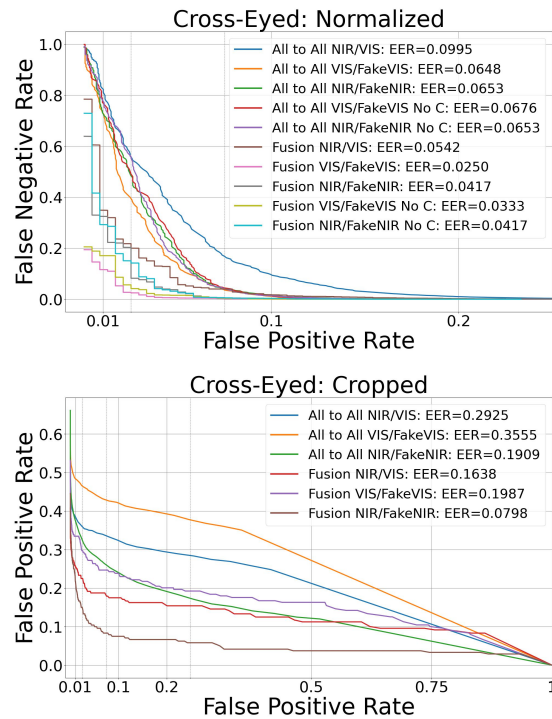 Cross-Eyed: Normalized
1.0
0.8
0.6
0.4
0.2
0.0
False Negative Rate
All to All NIR/VIS: EER=0.0995
All to All VIS/FakeVIS: EER=0.0648
All to All NIR/FakeNIR: EER=0.0653
All to All VIS/FakeVIS No C: EER=0.0676
All to All NIR/FakeNIR No C: EER=0.0653
Fusion NIR/VIS: EER=0.0542
Fusion VIS/FakeVIS: EER=0.0250
Fusion NIR/FakeNIR: EER=0.0417
Fusion VIS/FakeVIS No C: EER=0.0333
Fusion NIR/FakeNIR No C: EER=0.0417
0.01 0.1 0.2
False Positive Rate
Cross-Eyed: Cropped
0.6
0.5
0.4
0.3
0.2
0.1
0.0
False Positive Rate
All to All NIR/VIS: EER=0.2925
All to All VIS/FakeVIS: EER=0.3555
All to All NIR/FakeNIR: EER=0.1909
Fusion NIR/VIS: EER=0.1638
Fusion VIS/FakeVIS: EER=0.1987
Fusion NIR/FakeNIR: EER=0.0798
0.01 0.1 0.2 0.5 0.75 1
False Positive Rate